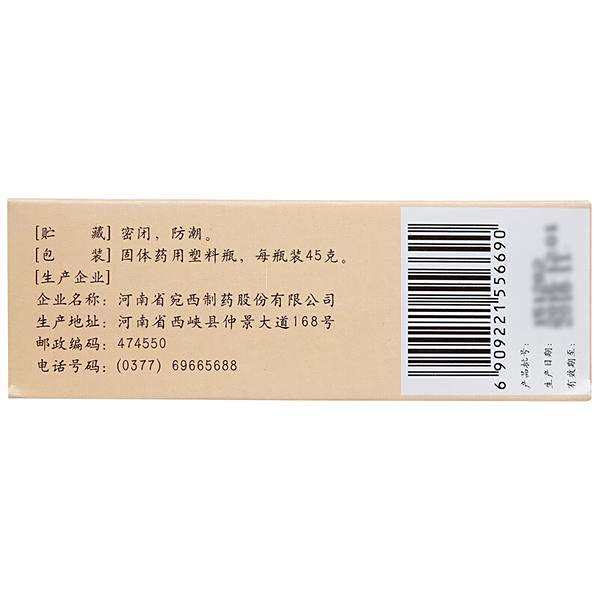 [贮　　藏] 密闭，防潮。
[包　　装] 固体药用塑料瓶，每瓶装45克。
[生产企业]
企业名称：河南省宛西制药股份有限公司
生产地址：河南省西峡县仲景大道168号
邮政编码：474550
电话号码：(0377) 69665688
6 909221 556690
产品批号：
生产日期：
有效期至：